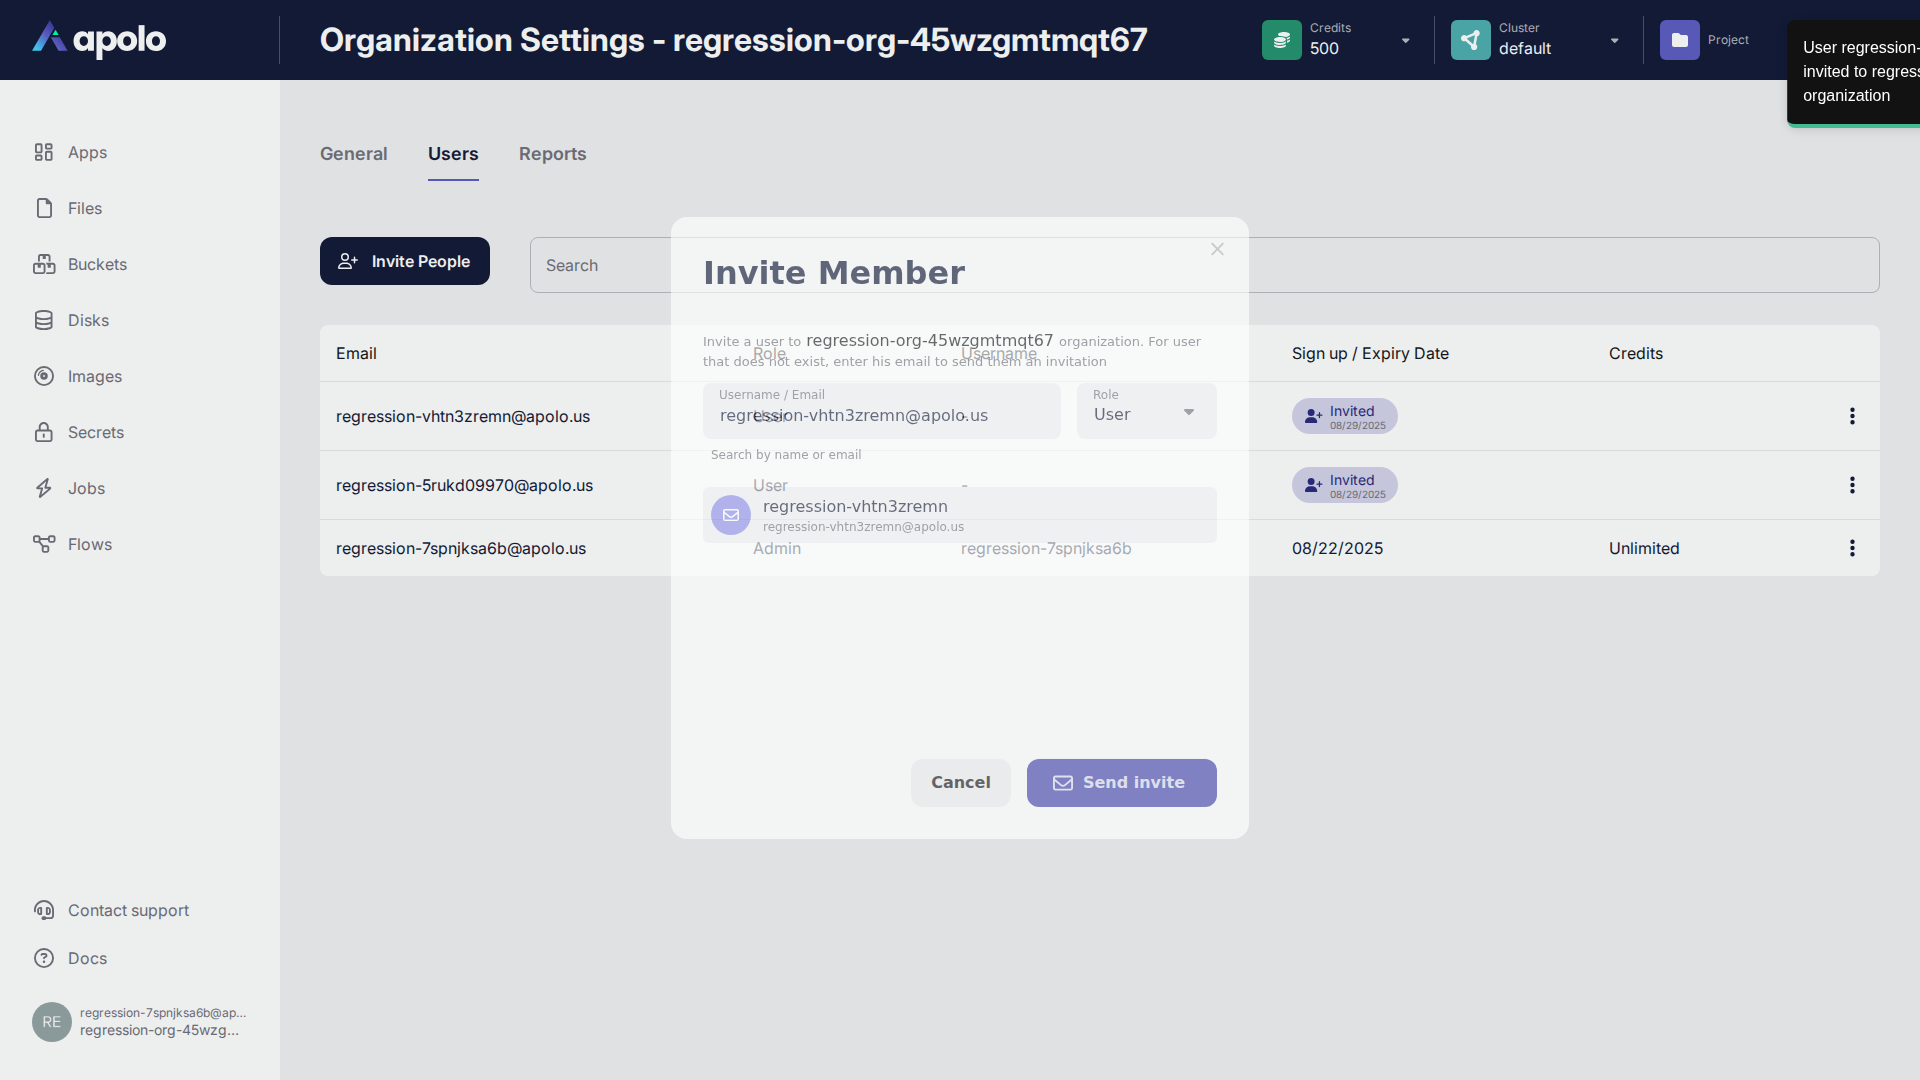 apolo
Organization Settings - regression-org-45wzgmtmqt67
Credits
500
Cluster
default
Project
User regression-
invited to regress
organization
Apps
Files
Buckets
Disks
Images
Secrets
Jobs
Flows
Contact support
Docs
RE
regression-7spnjksa6b@ap...
regression-org-45wzg...
General
Users
Reports
Invite People
Search
Email
Role
Username
Sign up / Expiry Date
Credits
regression-vhtn3zremn@apolo.us
User
-
Invited
08/29/2025
regression-5rukd09970@apolo.us
User
-
Invited
08/29/2025
regression-7spnjksa6b@apolo.us
Admin
regression-7spnjksa6b
08/22/2025
Unlimited
Invite Member
Invite a user to regression-org-45wzgmtmqt67 organization. For user
that does not exist, enter his email to send them an invitation
Username / Email
regression-vhtn3zremn@apolo.us
Role
User
Search by name or email
regression-vhtn3zremn
regression-vhtn3zremn@apolo.us
Cancel
Send invite